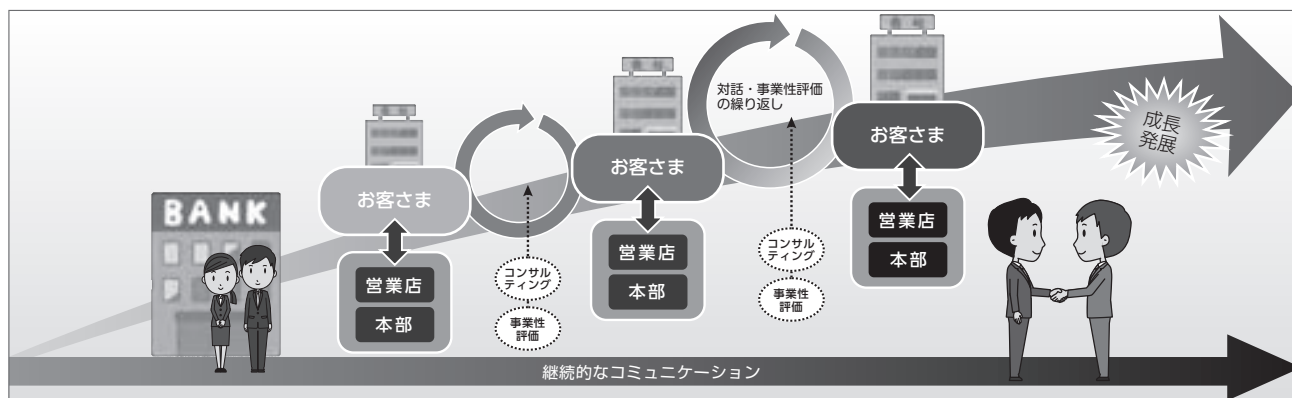 BANK
お客さま
営業店
本部
コンサル
ティング
事業性
評価
お客さま
営業店
本部
対話・事業性評価
の繰り返し
コンサル
ティング
事業性
評価
お客さま
営業店
本部
成長
発展
継続的なコミュニケーション